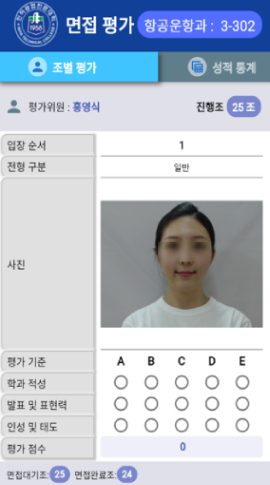 1958
면접 평가
항공운항과 : 3-302
조별 평가
성적 통계
평가위원 : 홍영식
진행조 25 조
입장 순서 1
전형 구분 일반
사진
평가 기준 A B C D E
학과 적성
발표 및 표현력
인성 및 태도
평가 점수 0
면접대기조: 25 면접완료조: 24